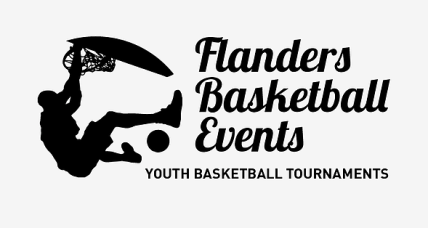 Flanders
Basketball
Events
YOUTH BASKETBALL TOURNAMENTS